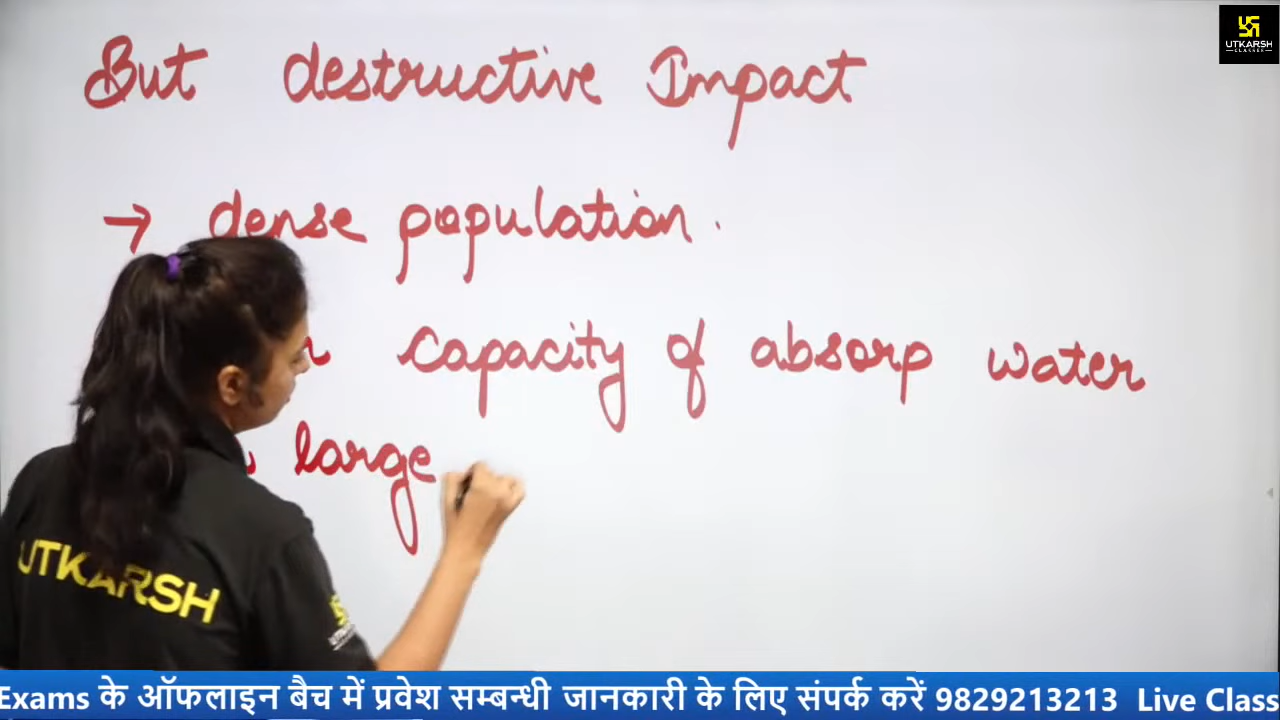 UTKARSH
CLASSES
But destructive Impact
→ dense population.
capacity of absorp water
large
UTKARSH
Exams के ऑफलाइन बैच में प्रवेश सम्बन्धी जानकारी के लिए संपर्क करें 9829213213 Live Class